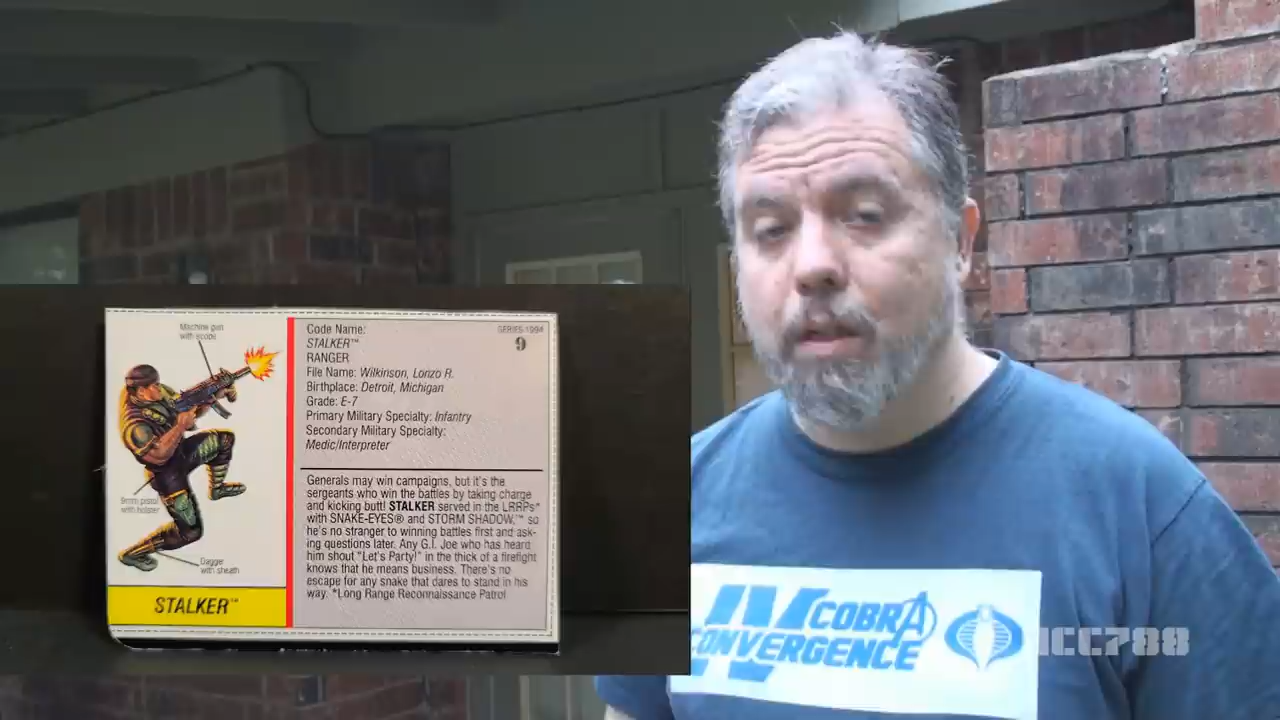 Machine gun
with scope
9mm pistol
with holster
Dagger
with sheath
STALKER™
Code Name:
STALKER™
RANGER
File Name: Wilkinson, Lonzo R.
Birthplace: Detroit, Michigan
Grade: E-7
Primary Military Specialty: Infantry
Secondary Military Specialty:
Medic/Interpreter
SERIES 1994
9
Generals may win campaigns, but it's the
sergeants who win the battles by taking charge
and kicking butt! STALKER served in the LRRPs*
with SNAKE-EYES® and STORM SHADOW,™ so
he's no stranger to winning battles first and ask-
ing questions later. Any G.I. Joe who has heard
him shout "Let's Party!" in the thick of a firefight
knows that he means business. There's no
escape for any snake that dares to stand in his
way. *Long Range Reconnaissance Patrol
IV COBRA
CONVERGENCE
HCC788